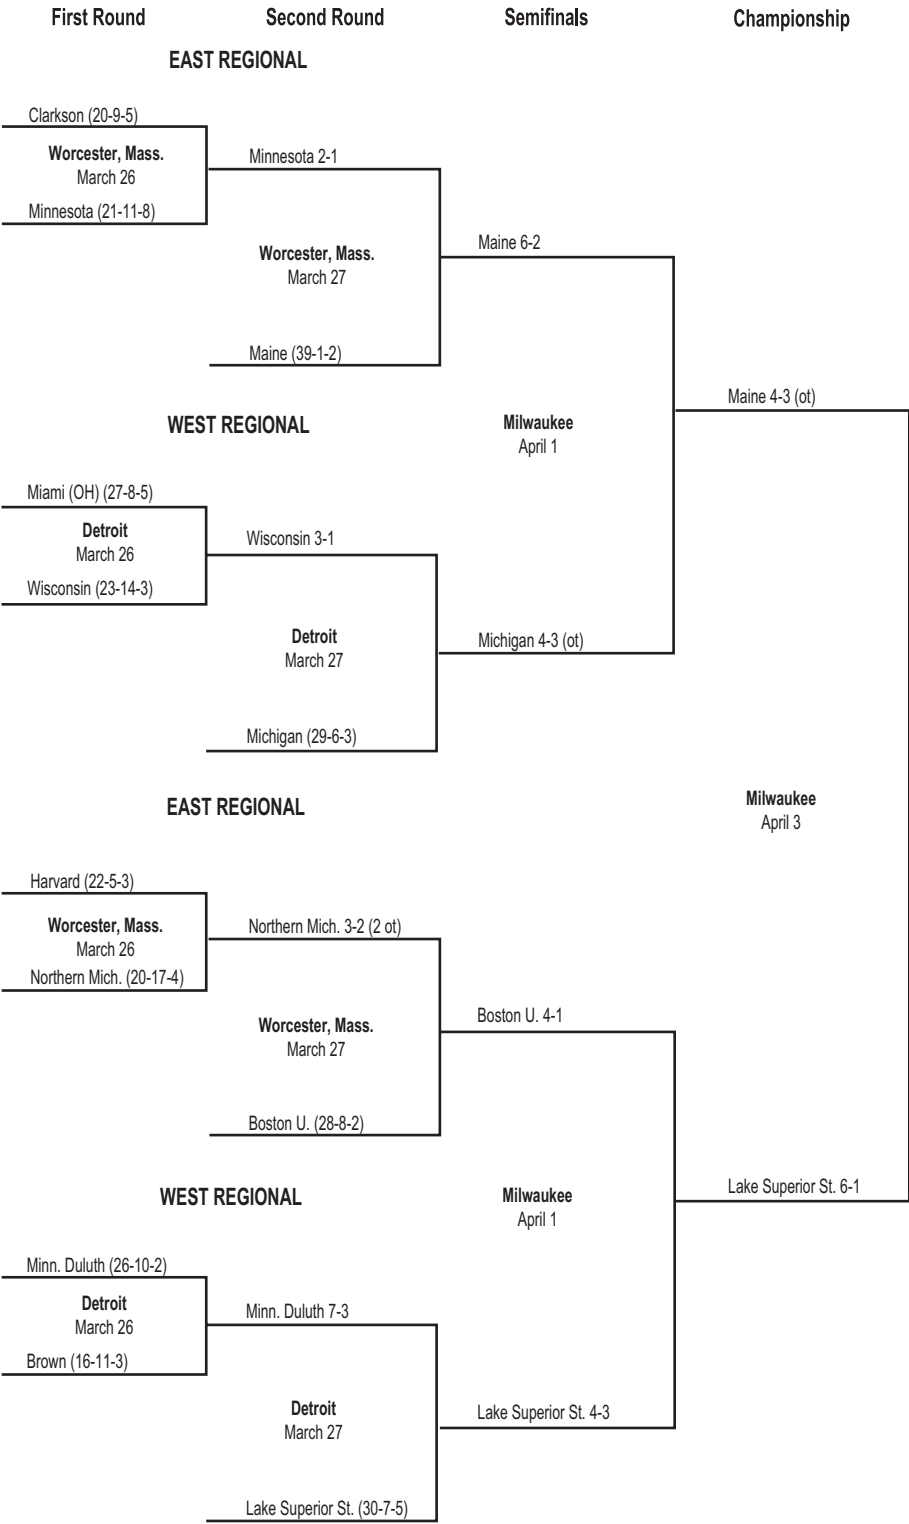 First Round
Second Round
Semifinals
Championship
EAST REGIONAL
Clarkson (20-9-5)
Worcester, Mass.
March 26
Minnesota (21-11-8)
Minnesota 2-1
Worcester, Mass.
March 27
Maine (39-1-2)
Maine 6-2
WEST REGIONAL
Milwaukee
April 1
Maine 4-3 (ot)
Miami (OH) (27-8-5)
Detroit
March 26
Wisconsin (23-14-3)
Wisconsin 3-1
Detroit
March 27
Michigan (29-6-3)
Michigan 4-3 (ot)
EAST REGIONAL
Milwaukee
April 3
Harvard (22-5-3)
Worcester, Mass.
March 26
Northern Mich. (20-17-4)
Northern Mich. 3-2 (2 ot)
Worcester, Mass.
March 27
Boston U. (28-8-2)
Boston U. 4-1
WEST REGIONAL
Milwaukee
April 1
Lake Superior St. 6-1
Minn. Duluth (26-10-2)
Detroit
March 26
Brown (16-11-3)
Minn. Duluth 7-3
Detroit
March 27
Lake Superior St. (30-7-5)
Lake Superior St. 4-3